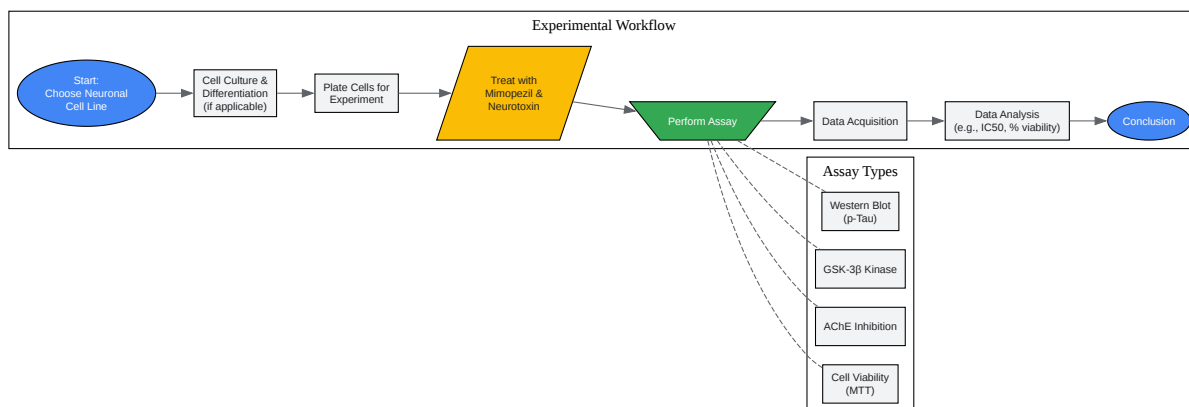 Experimental Workflow
Start:
Choose Neuronal
Cell Line
Cell Culture &
Differentiation
(if applicable)
Plate Cells for
Experiment
Treat with
Mimopezil &
Neurotoxin
Perform Assay
Data Acquisition
Data Analysis
(e.g., IC50, % viability)
Conclusion
Assay Types
Western Blot
(p-Tau)
GSK-3β Kinase
AChE Inhibition
Cell Viability
(MTT)